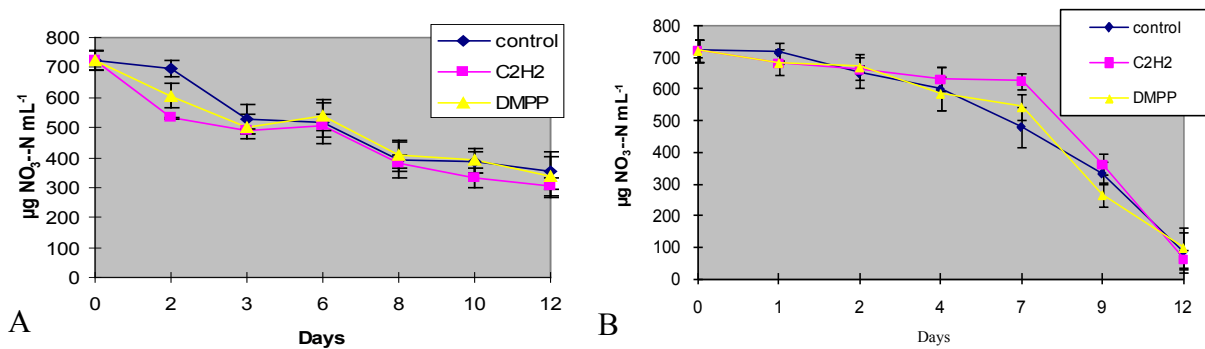 µg NO₃--N mL⁻¹
800
700
600
500
400
300
200
100
0
0 2 3 6 8 10 12
Days
control
C2H2
DMPP
A
µg NO₃--N mL⁻¹
800
700
600
500
400
300
200
100
0
0 1 2 4 7 9 12
Days
control
C2H2
DMPP
B